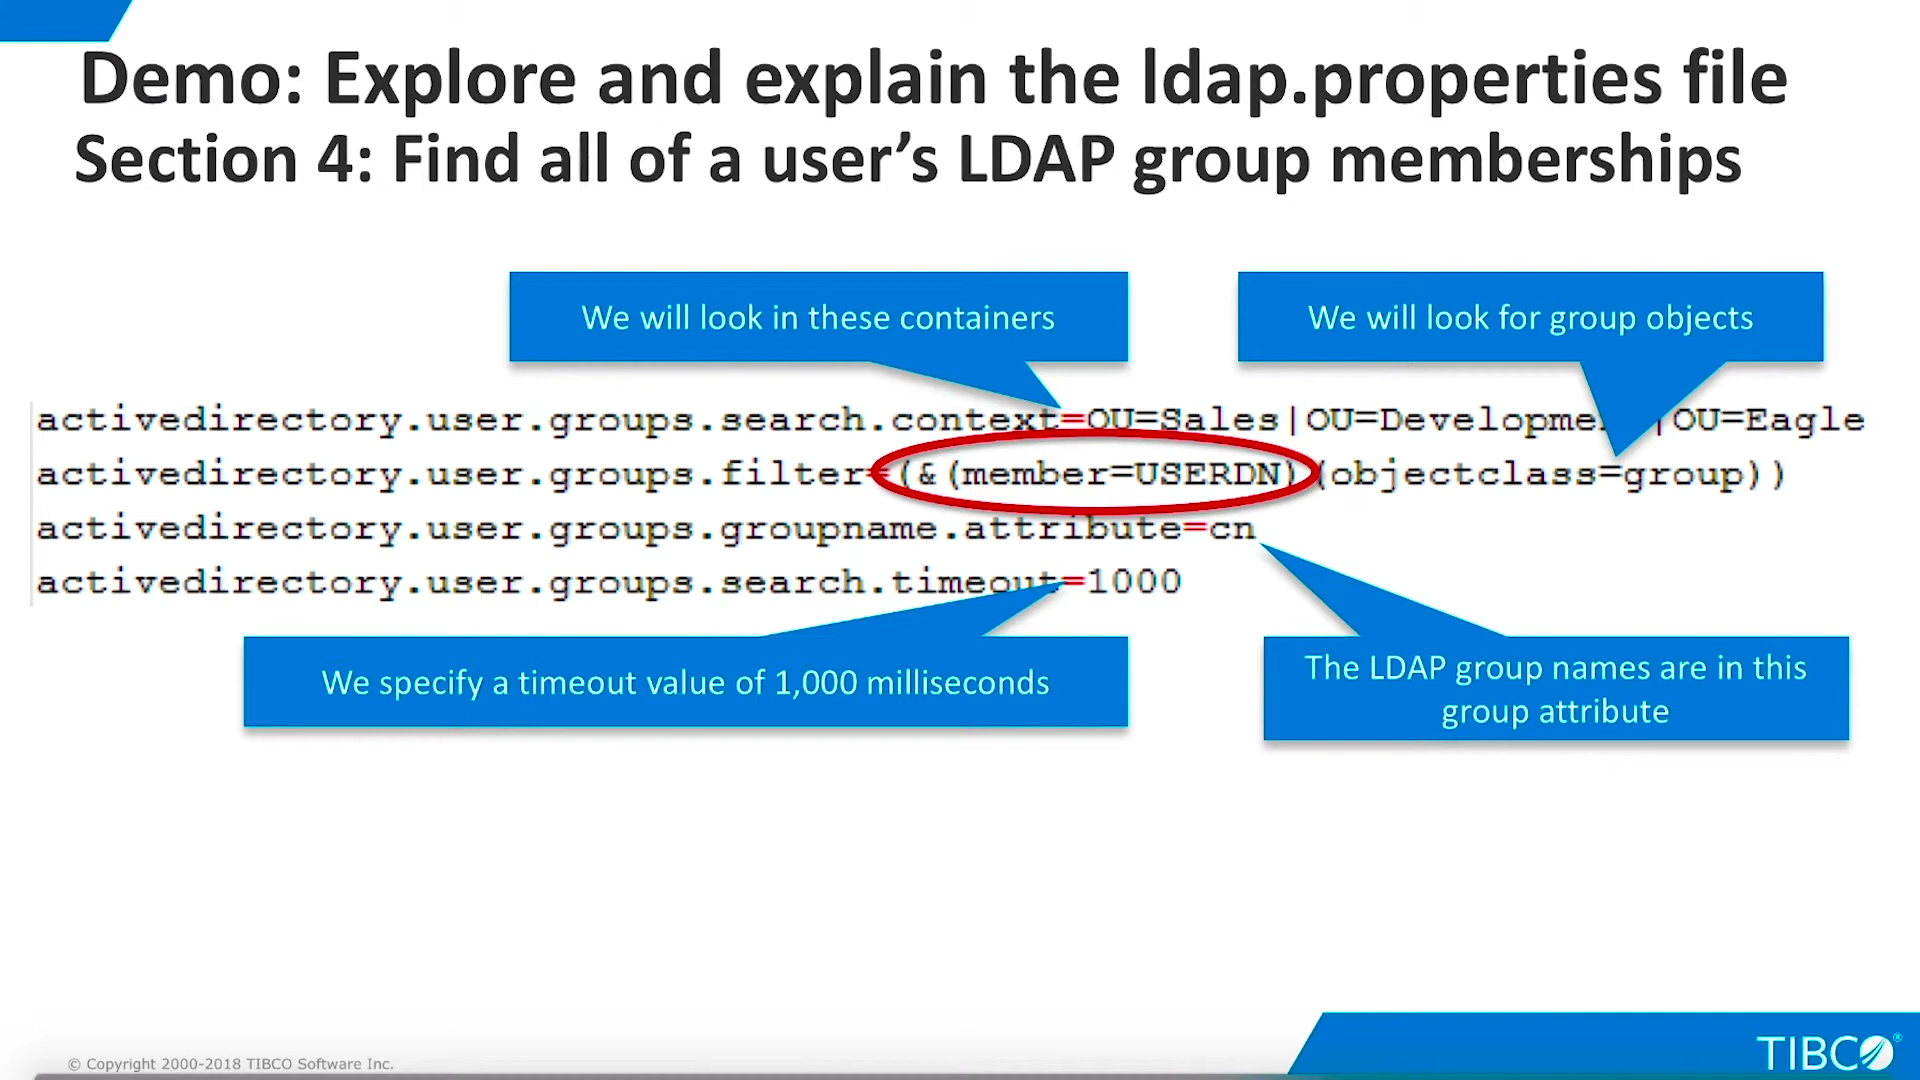 Demo: Explore and explain the ldap.properties file
Section 4: Find all of a user’s LDAP group memberships
We will look in these containers
We will look for group objects
activedirectory.user.groups.search.context=OU=Sales|OU=Developme |OU=Eagle
activedirectory.user.groups.filter=(&(member=USERDN)(objectclass=group))
activedirectory.user.groups.groupname.attribute=cn
activedirectory.user.groups.search.timeout=1000
We specify a timeout value of 1,000 milliseconds
The LDAP group names are in this
group attribute
© Copyright 2000-2018 TIBCO Software Inc.
TIBCO®